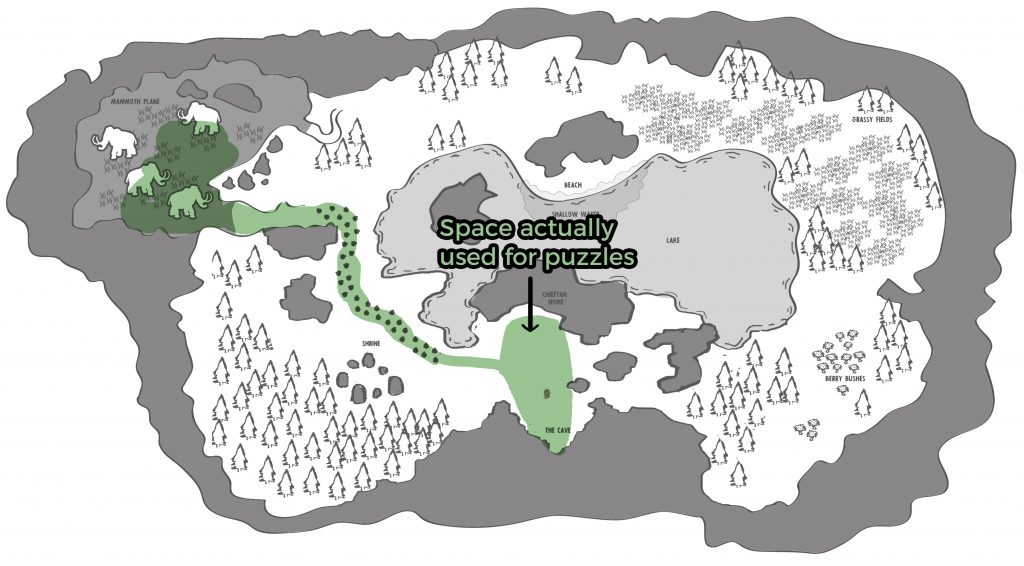 MAMMOTH PLANE
GRASSY FIELDS
BEACH
SHALLOW WATER
Space actually
used for puzzles
LAKE
CHIEFTAN
HOME
SHRINE
BERRY BUSHES
THE CAVE